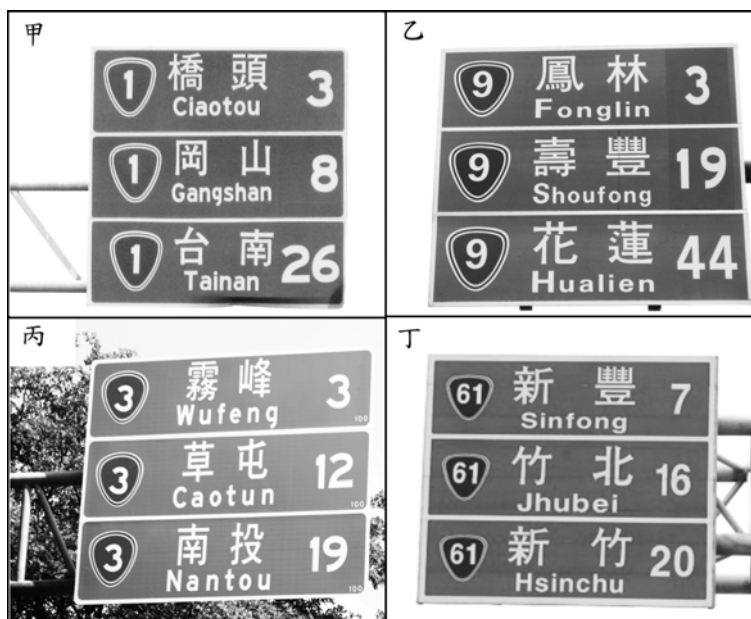 甲
1 橋頭 3
Ciaotou
1 岡山 8
Gangshan
1 台南 26
Tainan
乙
9 鳳林 3
Fonglin
9 壽豐 19
Shoufong
9 花蓮 44
Hualien
丙
3 霧峰 3
Wufeng 100
3 草屯 12
Caotun 100
3 南投 19
Nantou 100
丁
61 新豐 7
Sinfong
61 竹北 16
Jhubei
61 新竹 20
Hsinchu